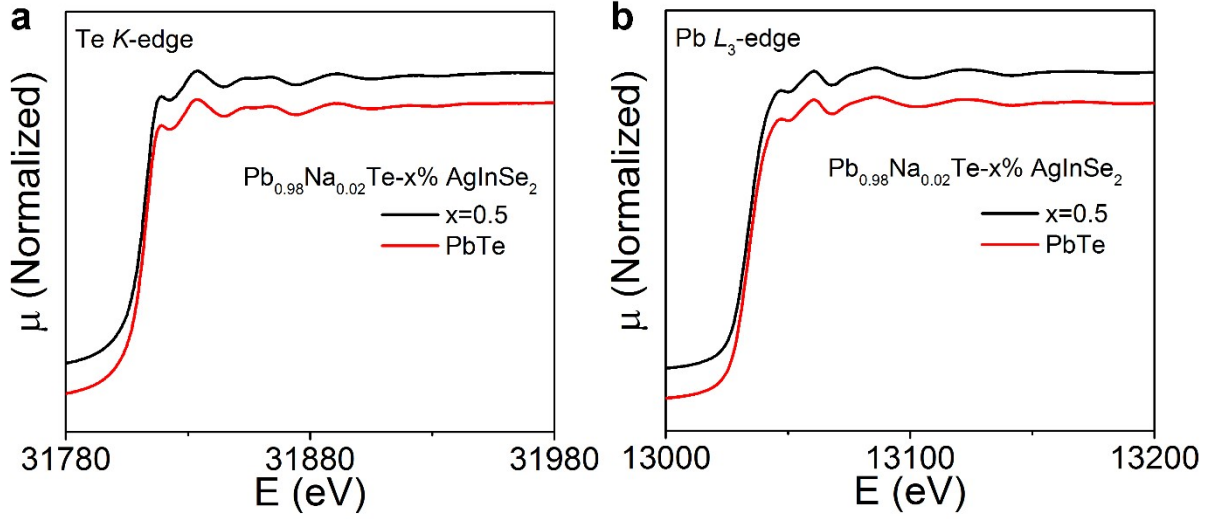 a
Te K-edge
μ (Normalized)
Pb0.98Na0.02Te-x% AgInSe2
x=0.5
PbTe
31780
31880
31980
E (eV)
b
Pb L3-edge
μ (Normalized)
Pb0.98Na0.02Te-x% AgInSe2
x=0.5
PbTe
13000
13100
13200
E (eV)